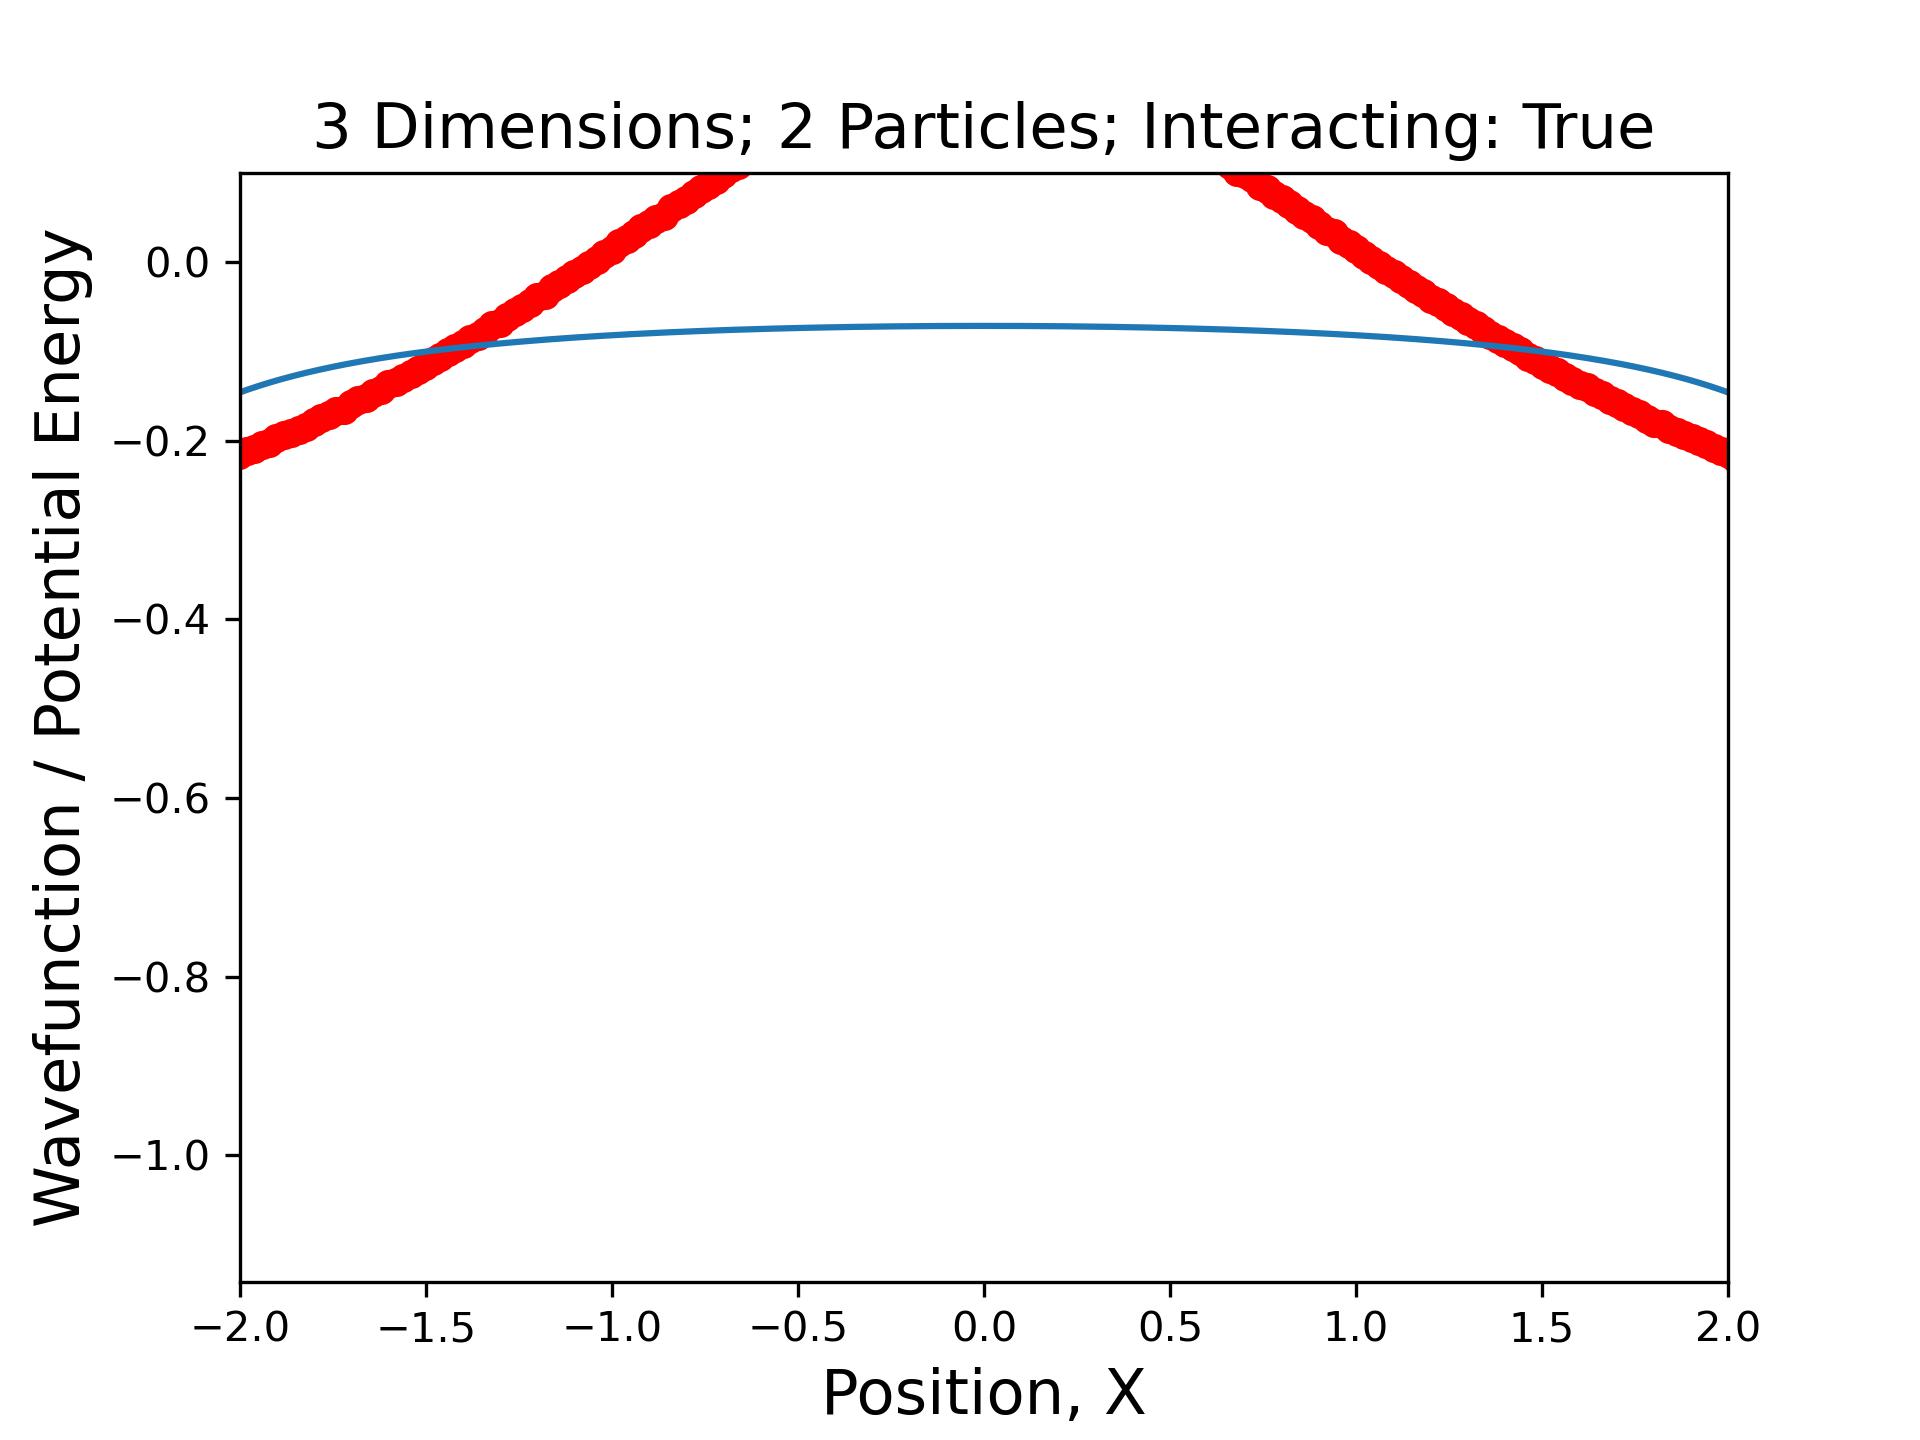 3 Dimensions; 2 Particles; Interacting: True
Wavefunction / Potential Energy
0.0
−0.2
−0.4
−0.6
−0.8
−1.0
−2.0 −1.5 −1.0 −0.5 0.0 0.5 1.0 1.5 2.0
Position, X